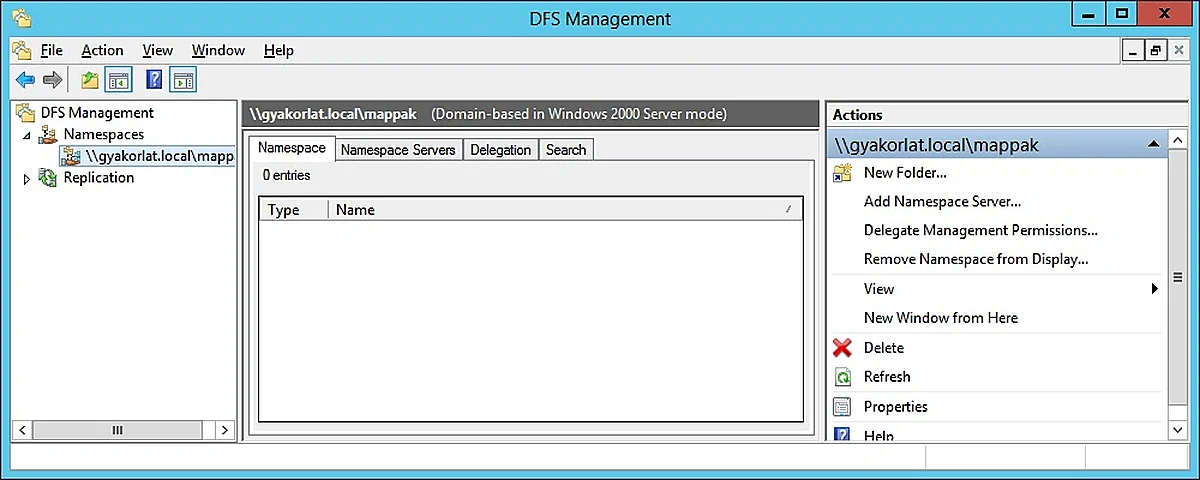 DFS Management
File Action View Window Help
DFS Management
Namespaces
\\gyakorlat.local\mapp
Replication
\\gyakorlat.local\mappak (Domain-based in Windows 2000 Server mode)
Namespace Namespace Servers Delegation Search
0 entries
Type Name
Actions
\\gyakorlat.local\mappak
New Folder...
Add Namespace Server...
Delegate Management Permissions...
Remove Namespace from Display...
View
New Window from Here
Delete
Refresh
Properties
Help